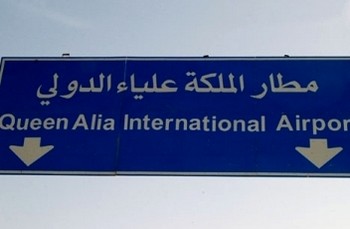 مطار الملكة علياء الدولي
Queen Alia International Airpor